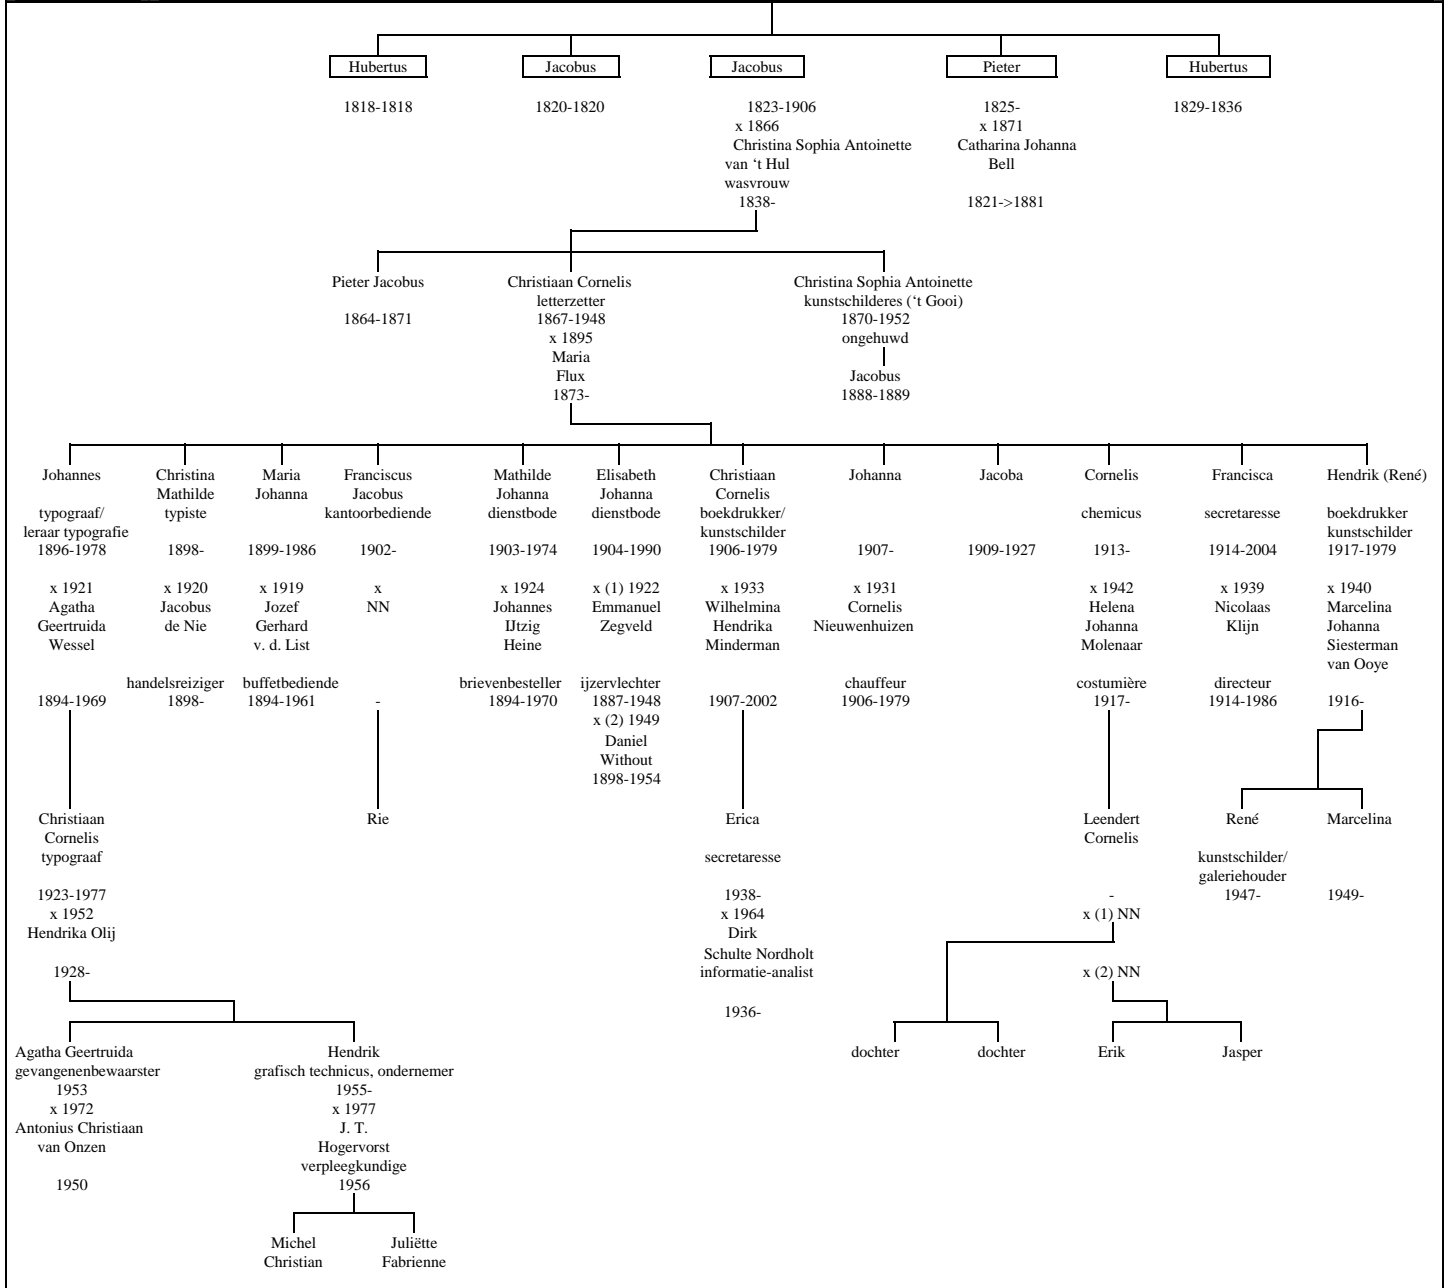 Hubertus
1818-1818
Jacobus
1820-1820
Jacobus
1823-1906
x 1866
Christina Sophia Antoinette
van ‘t Hul
wasvrouw
1838-
Pieter
1825-
x 1871
Catharina Johanna
Bell
1821->1881
Hubertus
1829-1836
Pieter Jacobus
1864-1871
Christiaan Cornelis
letterzetter
1867-1948
x 1895
Maria
Flux
1873-
Christina Sophia Antoinette
kunstschilderes (‘t Gooi)
1870-1952
ongehuwd
Jacobus
1888-1889
Johannes
typograaf/
leraar typografie
1896-1978
x 1921
Agatha
Geertruida
Wessel
1894-1969
Christina
Mathilde
typiste
1898-
x 1920
Jacobus
de Nie
handelsreiziger
1898-
Maria
Johanna
1899-1986
x 1919
Jozef
Gerhard
v. d. List
buffetbediende
1894-1961
Franciscus
Jacobus
kantoorbediende
1902-
x
NN
-
Mathilde
Johanna
dienstbode
1903-1974
x 1924
Johannes
IJtzig
Heine
brievenbesteller
1894-1970
Elisabeth
Johanna
dienstbode
1904-1990
x (1) 1922
Emmanuel
Zegveld
ijzervlechter
1887-1948
x (2) 1949
Daniel
Without
1898-1954
Christiaan
Cornelis
boekdrukker/
kunstschilder
1906-1979
x 1933
Wilhelmina
Hendrika
Minderman
1907-2002
Johanna
1907-
x 1931
Cornelis
Nieuwenhuizen
chauffeur
1906-1979
Jacoba
1909-1927
Cornelis
chemicus
1913-
x 1942
Helena
Johanna
Molenaar
costumière
1917-
Francisca
secretaresse
1914-2004
x 1939
Nicolaas
Klijn
directeur
1914-1986
Hendrik (René)
boekdrukker
kunstschilder
1917-1979
x 1940
Marcelina
Johanna
Siesterman
van Ooye
1916-
Christiaan
Cornelis
typograaf
1923-1977
x 1952
Hendrika Olij
1928-
Rie
Erica
secretaresse
1938-
x 1964
Dirk
Schulte Nordholt
informatie-analist
1936-
Leendert
Cornelis
-
x (1) NN
x (2) NN
René
kunstschilder/
galeriehouder
1947-
Marcelina
1949-
Agatha Geertruida
gevangenenbewaarster
1953
x 1972
Antonius Christiaan
van Onzen
1950
Hendrik
grafisch technicus, ondernemer
1955-
x 1977
J. T.
Hogervorst
verpleegkundige
1956
dochter
dochter
Erik
Jasper
Michel
Christian
Juliëtte
Fabrienne